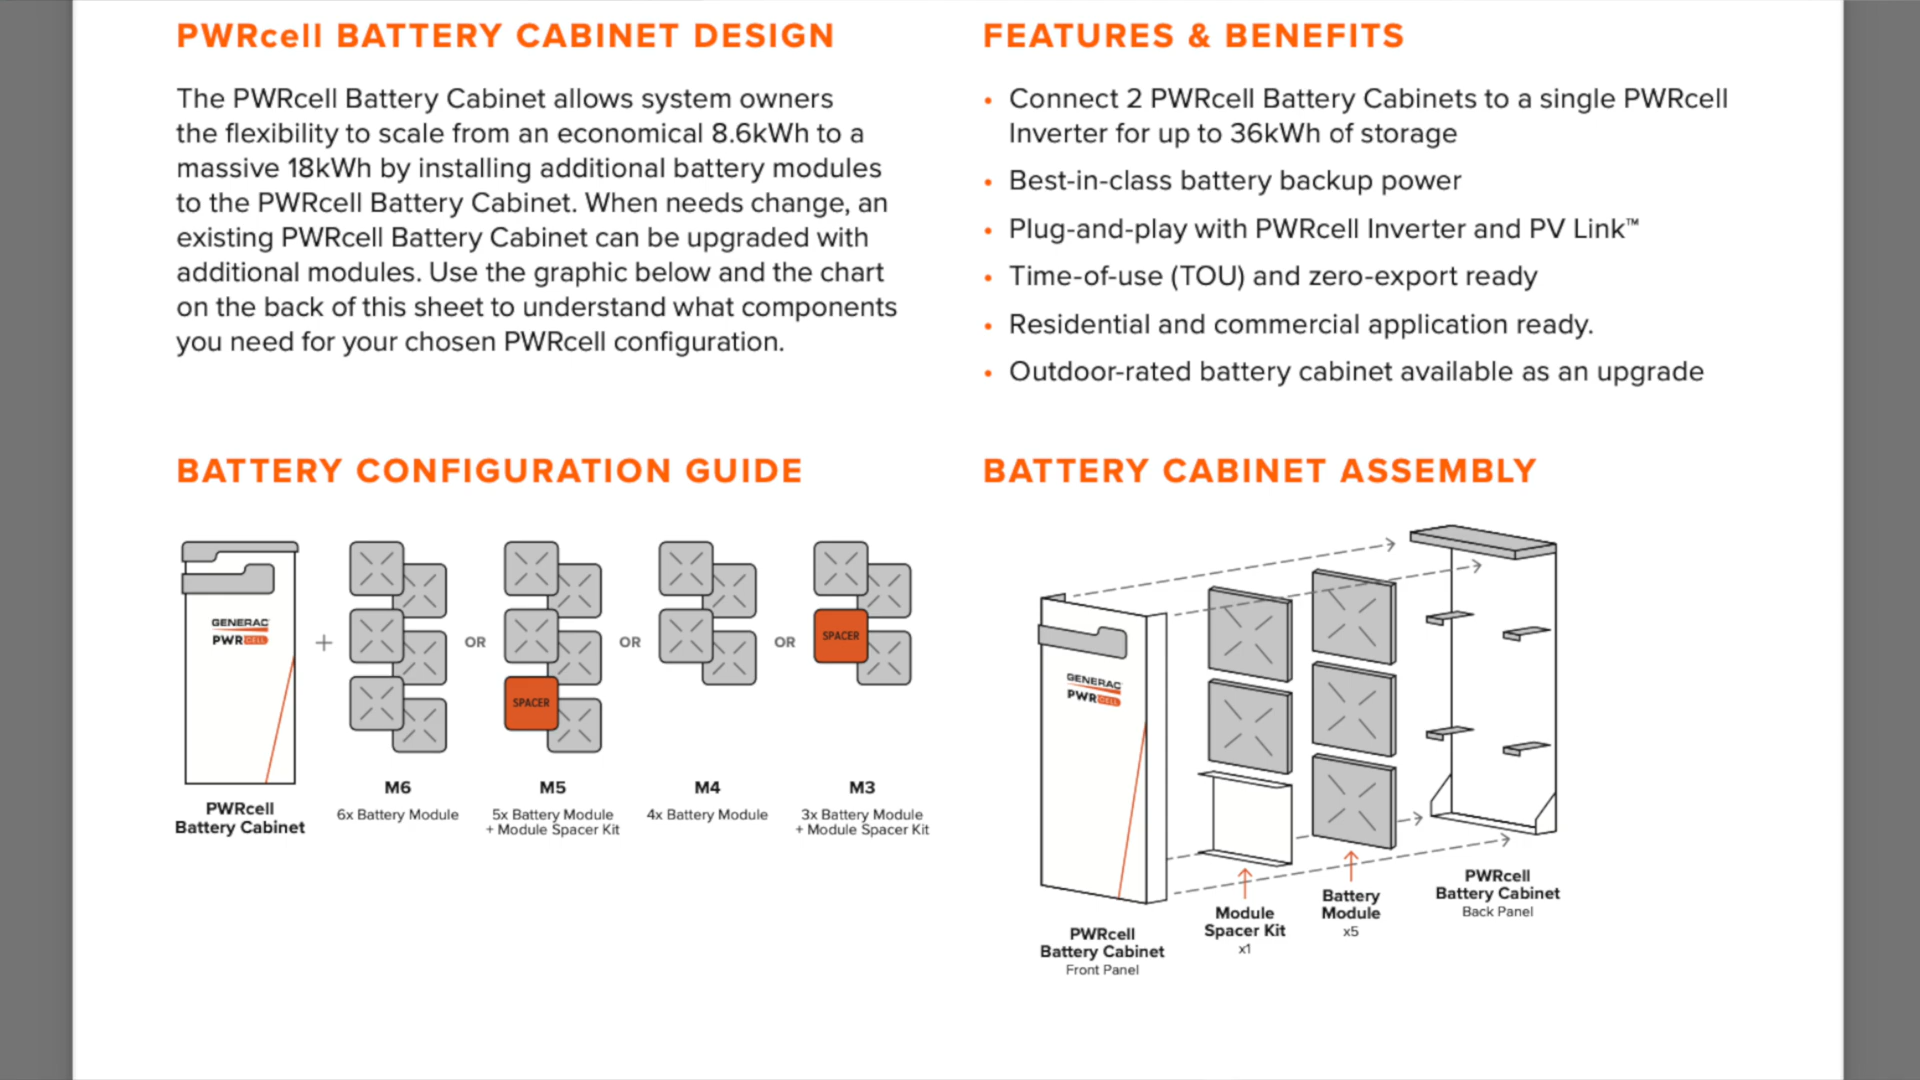 PWRcell BATTERY CABINET DESIGN
The PWRcell Battery Cabinet allows system owners
the flexibility to scale from an economical 8.6kWh to a
massive 18kWh by installing additional battery modules
to the PWRcell Battery Cabinet. When needs change, an
existing PWRcell Battery Cabinet can be upgraded with
additional modules. Use the graphic below and the chart
on the back of this sheet to understand what components
you need for your chosen PWRcell configuration.
FEATURES & BENEFITS
• Connect 2 PWRcell Battery Cabinets to a single PWRcell
Inverter for up to 36kWh of storage
• Best-in-class battery backup power
• Plug-and-play with PWRcell Inverter and PV Link™
• Time-of-use (TOU) and zero-export ready
• Residential and commercial application ready.
• Outdoor-rated battery cabinet available as an upgrade
BATTERY CONFIGURATION GUIDE
GENERAC
PWRCELL
PWRcell
Battery Cabinet
+
M6
6x Battery Module
OR
SPACER
M5
5x Battery Module
+ Module Spacer Kit
OR
M4
4x Battery Module
OR
SPACER
M3
3x Battery Module
+ Module Spacer Kit
BATTERY CABINET ASSEMBLY
GENERAC
PWRCELL
PWRcell
Battery Cabinet
Front Panel
Module
Spacer Kit
x1
Battery
Module
x5
PWRcell
Battery Cabinet
Back Panel